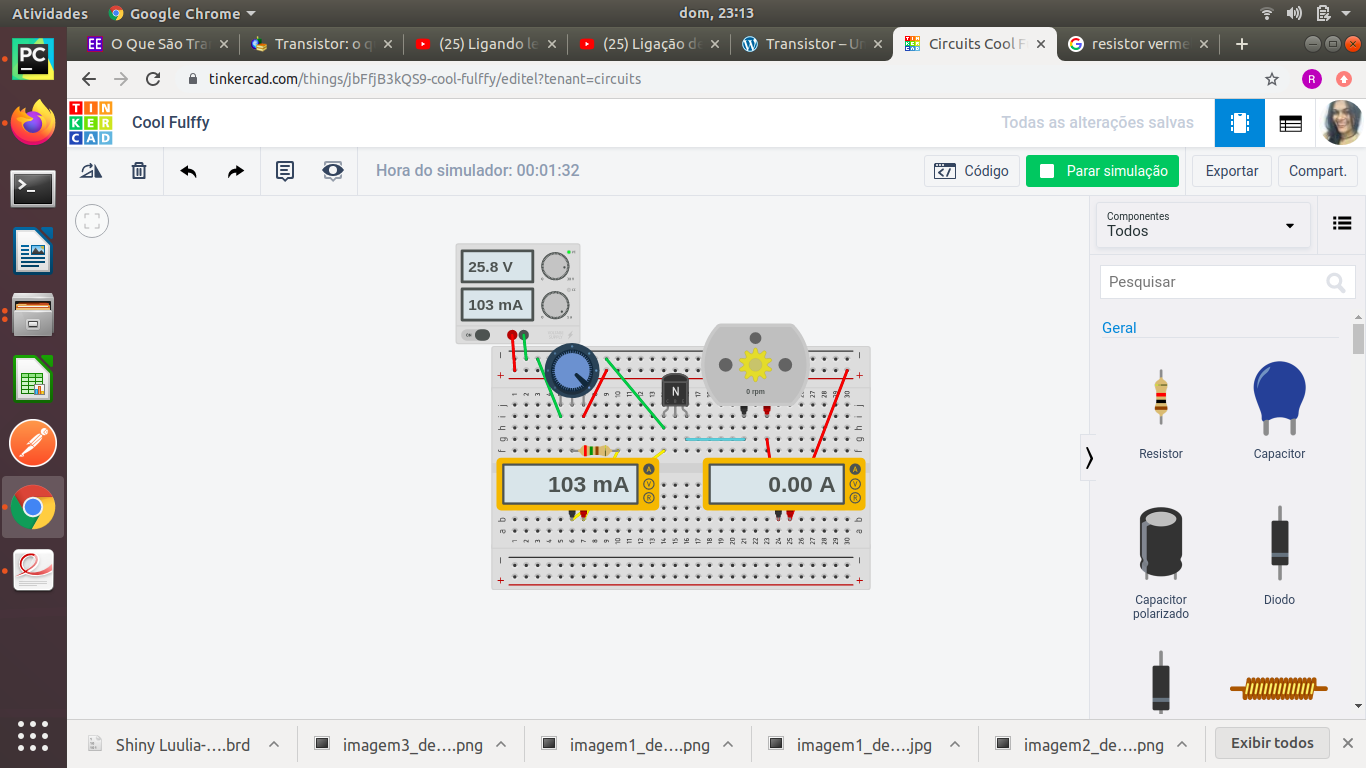 Atividades
Google Chrome
dom, 23:13
O Que São Tra
Transistor: o q
(25) Ligando le
(25) Ligação de
Transistor – Un
Circuits Cool F
resistor verme
tinkercad.com/things/jbFfjB3kQS9-cool-fulffy/editel?tenant=circuits
R
TIN
KER
CAD
Cool Fulffy
Todas as alterações salvas
Hora do simulador: 00:01:32
Código
Parar simulação
Exportar
Compart.
Componentes
Todos
Pesquisar
Geral
Resistor
Capacitor
Capacitor
polarizado
Diodo
25.8 V
103 mA
N
0 rpm
103 mA
A
V
R
0.00 A
A
V
R
Shiny Luulia-....brd
imagem3_de....png
imagem1_de....png
imagem1_de....jpg
imagem2_de....png
Exibir todos